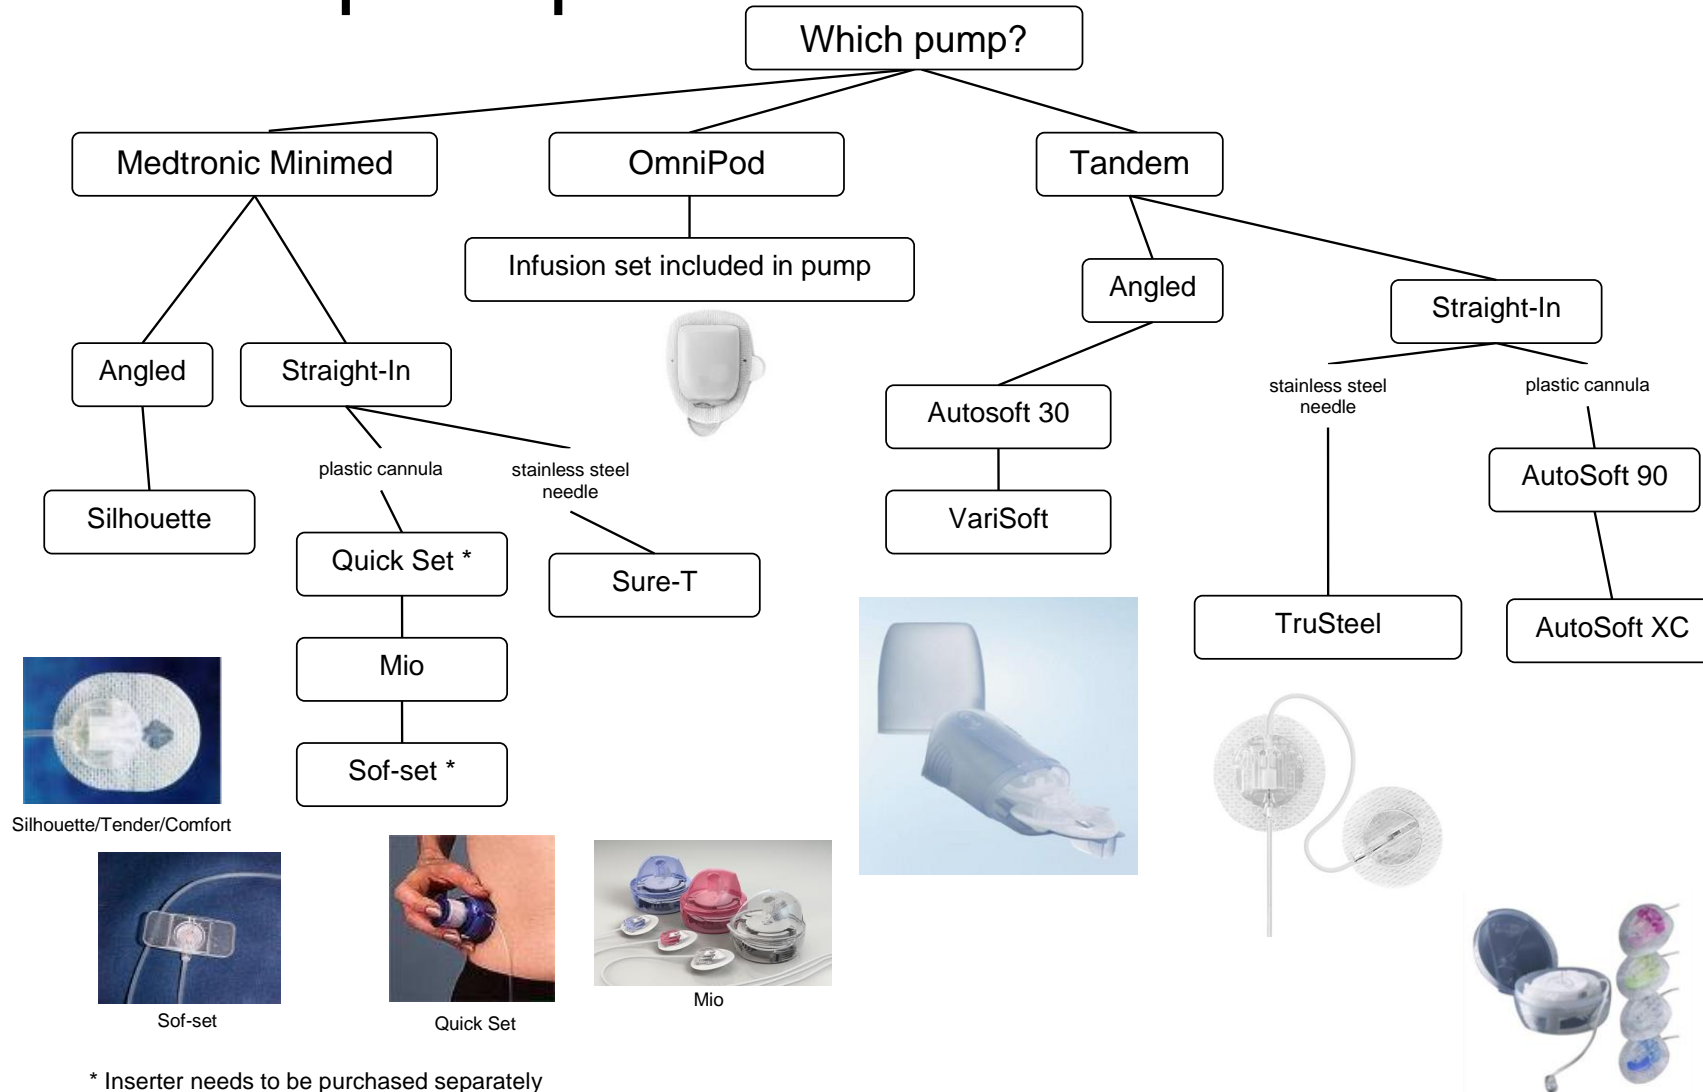 Which pump?
Medtronic Minimed
OmniPod
Tandem
Infusion set included in pump
Angled
Straight-In
Angled
Straight-In
stainless steel
needle
plastic cannula
Autosoft 30
plastic cannula
stainless steel
needle
AutoSoft 90
Silhouette
VariSoft
Quick Set *
Sure-T
TruSteel
AutoSoft XC
Mio
Sof-set *
Silhouette/Tender/Comfort
Mio
Sof-set
Quick Set
* Inserter needs to be purchased separately